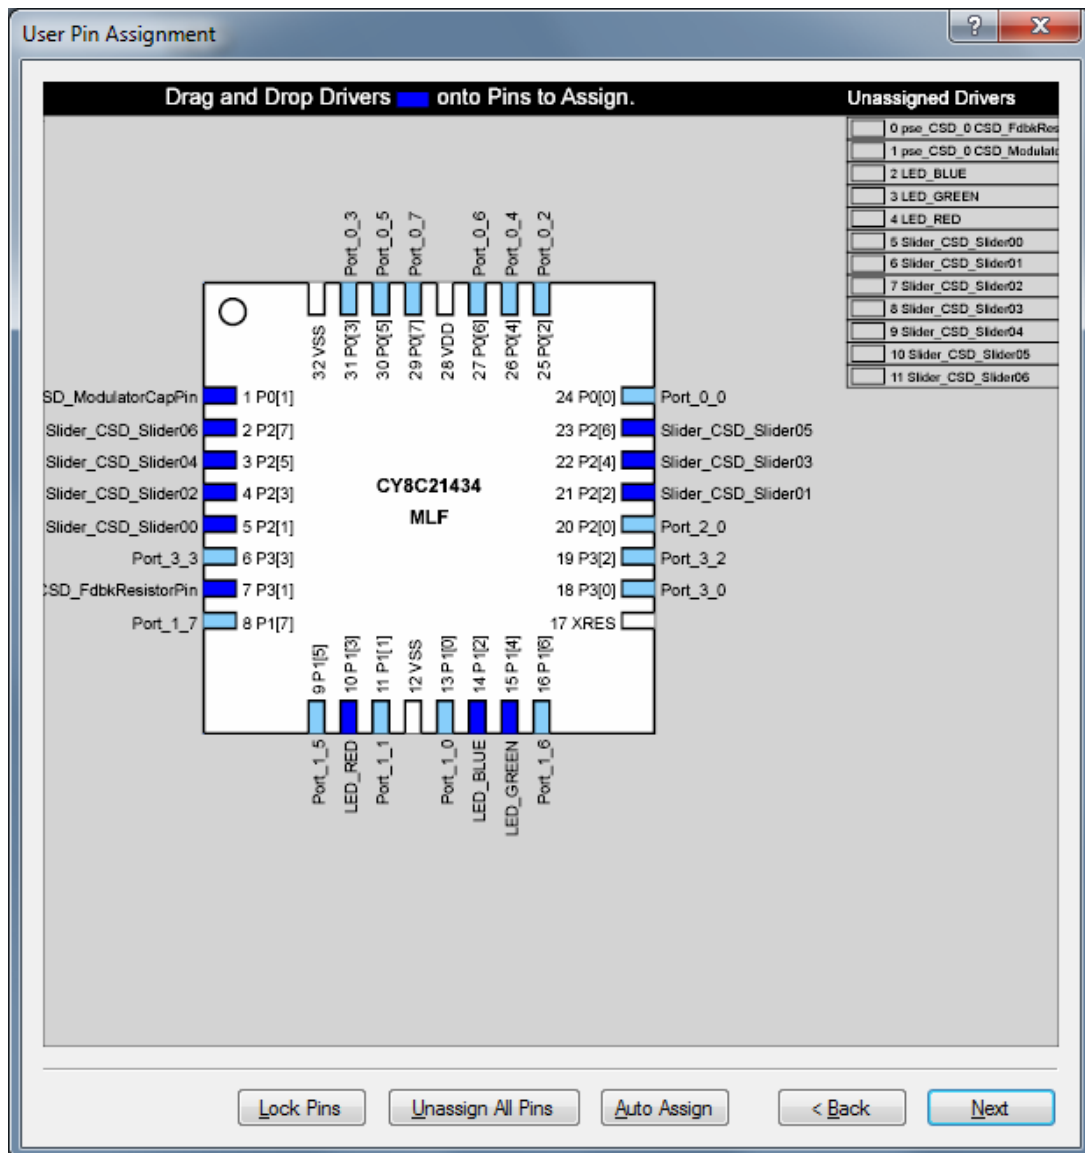 User Pin Assignment
?
X
Drag and Drop Drivers onto Pins to Assign.
Unassigned Drivers
0 pse_CSD_0 CSD_FdbkRes
1 pse_CSD_0 CSD_Modulato
2 LED_BLUE
3 LED_GREEN
4 LED_RED
5 Slider_CSD_Slider00
6 Slider_CSD_Slider01
7 Slider_CSD_Slider02
8 Slider_CSD_Slider03
9 Slider_CSD_Slider04
10 Slider_CSD_Slider05
11 Slider_CSD_Slider06
Port_0_3
Port_0_5
Port_0_7
Port_0_6
Port_0_4
Port_0_2
32 VSS
31 P0[3]
30 P0[5]
29 P0[7]
28 VDD
27 P0[6]
26 P0[4]
25 P0[2]
SD_ModulatorCapPin 1 P0[1]
Slider_CSD_Slider06 2 P2[7]
Slider_CSD_Slider04 3 P2[5]
Slider_CSD_Slider02 4 P2[3]
Slider_CSD_Slider00 5 P2[1]
Port_3_3 6 P3[3]
CSD_FdbkResistorPin 7 P3[1]
Port_1_7 8 P1[7]
CY8C21434
MLF
24 P0[0] Port_0_0
23 P2[6] Slider_CSD_Slider05
22 P2[4] Slider_CSD_Slider03
21 P2[2] Slider_CSD_Slider01
20 P2[0] Port_2_0
19 P3[2] Port_3_2
18 P3[0] Port_3_0
17 XRES
9 P1[5]
10 P1[3]
11 P1[1]
12 VSS
13 P1[0]
14 P1[2]
15 P1[4]
16 P1[6]
Port_1_5
LED_RED
Port_1_1
Port_1_0
LED_BLUE
LED_GREEN
Port_1_6
Lock Pins
Unassign All Pins
Auto Assign
< Back
Next